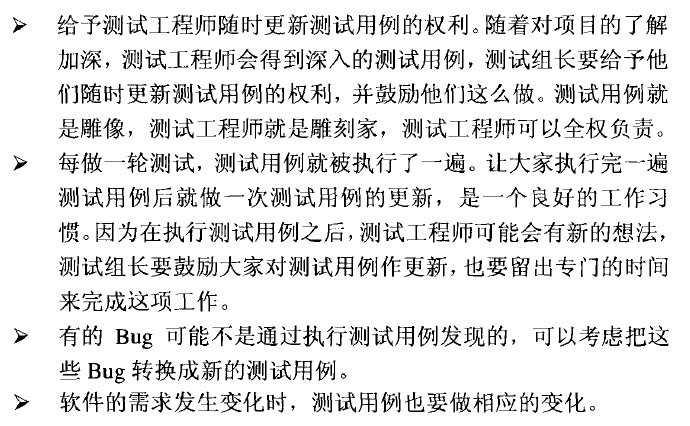 ➤ 给予测试工程师随时更新测试用例的权利。随着对项目的了解
加深，测试工程师会得到深入的测试用例，测试组长要给予他
们随时更新测试用例的权利，并鼓励他们这么做。测试用例就
是雕像，测试工程师就是雕刻家，测试工程师可以全权负责。
➤ 每做一轮测试，测试用例就被执行了一遍。让大家执行完一遍
测试用例后就做一次测试用例的更新，是一个良好的工作习
惯。因为在执行测试用例之后，测试工程师可能会有新的想法，
测试组长要鼓励大家对测试用例作更新，也要留出专门的时间
来完成这项工作。
➤ 有的 Bug 可能不是通过执行测试用例发现的，可以考虑把这
些 Bug 转换成新的测试用例。
➤ 软件的需求发生变化时，测试用例也要做相应的变化。